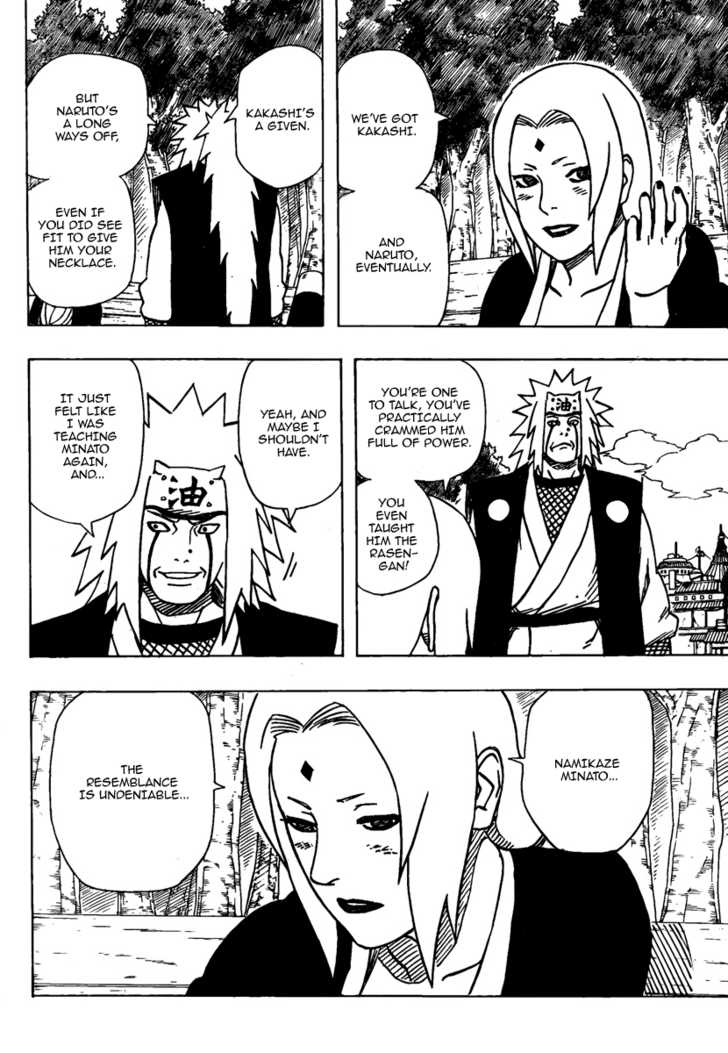 WE'VE GOT
KAKASHI.
AND
NARUTO,
EVENTUALLY.
KAKASHI'S
A GIVEN.
BUT
NARUTO'S
A LONG
WAYS OFF,
EVEN IF
YOU DID SEE
FIT TO GIVE
HIM YOUR
NECKLACE.
YOU'RE ONE
TO TALK, YOU'VE
PRACTICALLY
CRAMMED HIM
FULL OF POWER.
YOU
EVEN
TAUGHT
HIM THE
RASEN-
GAN!
油
YEAH, AND
MAYBE I
SHOULDN'T
HAVE.
IT JUST
FELT LIKE
I WAS
TEACHING
MINATO
AGAIN,
AND...
油
NAMIKAZE
MINATO...
THE
RESEMBLANCE
IS UNDENIABLE...